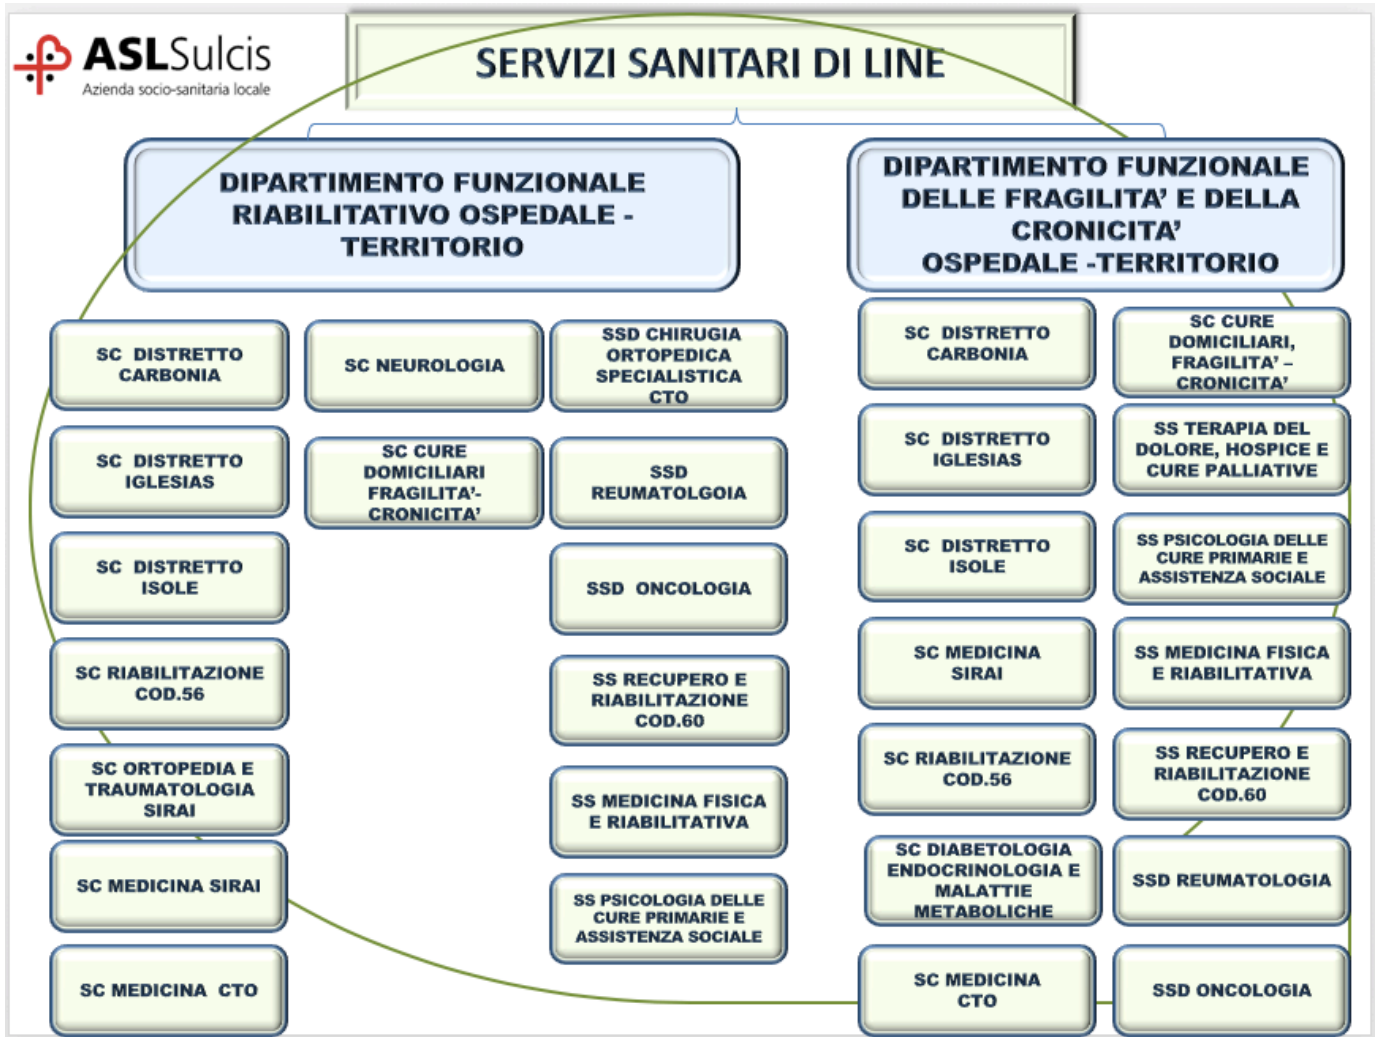 ASLSulcis
Azienda socio-sanitaria locale
SERVIZI SANITARI DI LINE
DIPARTIMENTO FUNZIONALE
RIABILITATIVO OSPEDALE -
TERRITORIO
SC DISTRETTO
CARBONIA
SC DISTRETTO
IGLESIAS
SC DISTRETTO
ISOLE
SC RIABILITAZIONE
COD.56
SC ORTOPEDIA E
TRAUMATOLOGIA
SIRAI
SC MEDICINA SIRAI
SC MEDICINA CTO
SC NEUROLOGIA
SC CURE
DOMICILIARI
FRAGILITA'-
CRONICITA'
SSD CHIRUGIA
ORTOPEDICA
SPECIALISTICA
CTO
SSD
REUMATOLGOIA
SSD ONCOLOGIA
SS RECUPERO E
RIABILITAZIONE
COD.60
SS MEDICINA FISICA
E RIABILITATIVA
SS PSICOLOGIA DELLE
CURE PRIMARIE E
ASSISTENZA SOCIALE
DIPARTIMENTO FUNZIONALE
DELLE FRAGILITA' E DELLA
CRONICITA'
OSPEDALE -TERRITORIO
SC DISTRETTO
CARBONIA
SC DISTRETTO
IGLESIAS
SC DISTRETTO
ISOLE
SC MEDICINA
SIRAI
SC RIABILITAZIONE
COD.56
SC DIABETOLOGIA
ENDOCRINOLOGIA E
MALATTIE
METABOLICHE
SC MEDICINA
CTO
SC CURE
DOMICILIARI,
FRAGILITA' –
CRONICITA'
SS TERAPIA DEL
DOLORE, HOSPICE E
CURE PALLIATIVE
SS PSICOLOGIA DELLE
CURE PRIMARIE E
ASSISTENZA SOCIALE
SS MEDICINA FISICA
E RIABILITATIVA
SS RECUPERO E
RIABILITAZIONE
COD.60
SSD REUMATOLOGIA
SSD ONCOLOGIA